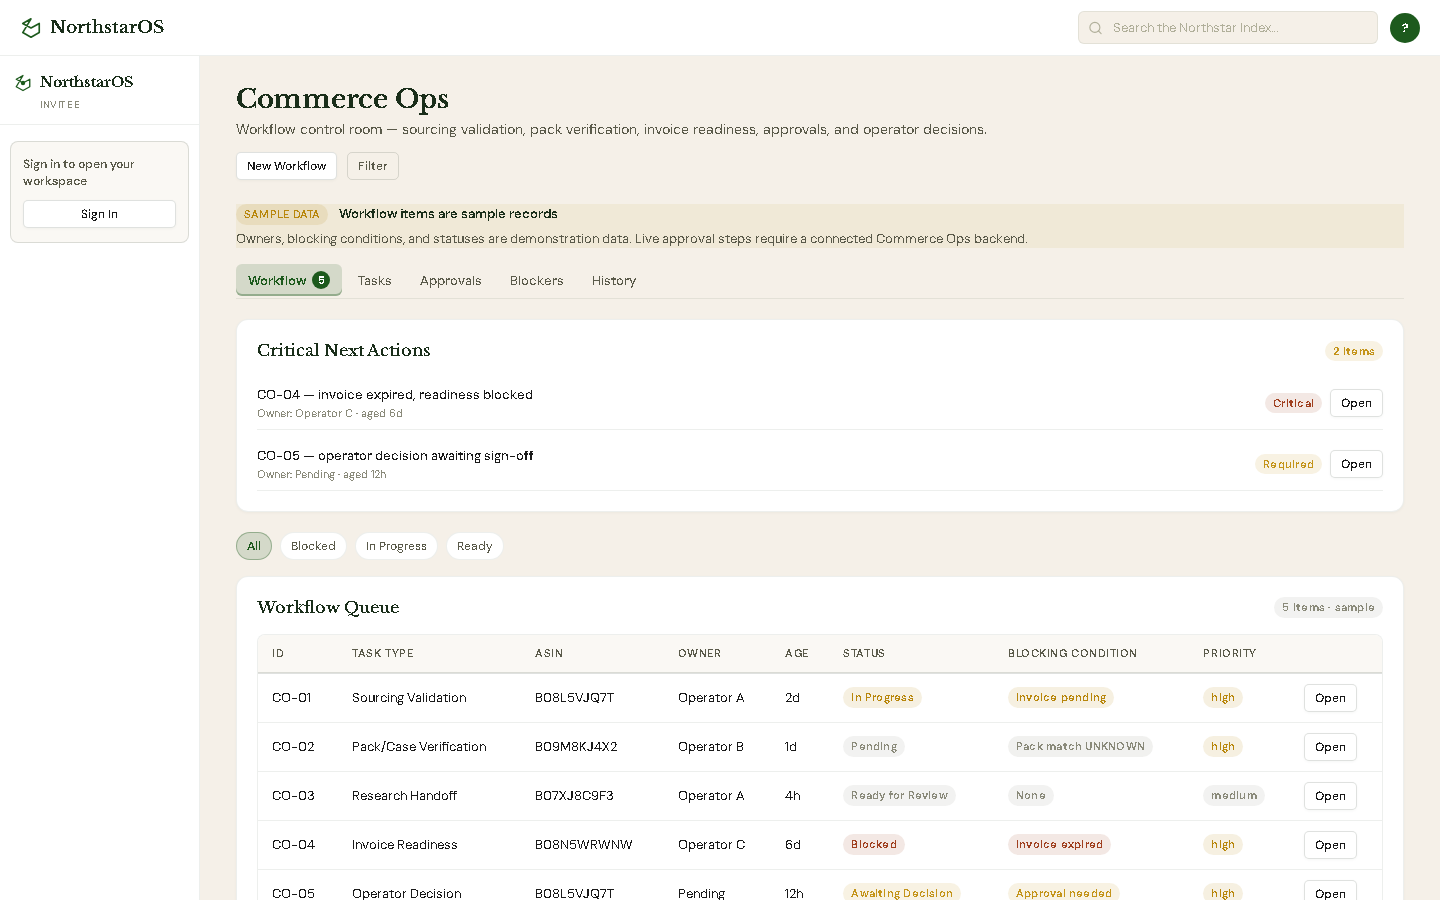 NorthstarOS
Search the Northstar Index...
?
NorthstarOS
INVITEE
Sign in to open your
workspace
Sign In
Commerce Ops
Workflow control room — sourcing validation, pack verification, invoice readiness, approvals, and operator decisions.
New Workflow
Filter
SAMPLE DATA Workflow items are sample records
Owners, blocking conditions, and statuses are demonstration data. Live approval steps require a connected Commerce Ops backend.
Workflow 5 Tasks Approvals Blockers History
Critical Next Actions
2 items
CO-04 — invoice expired, readiness blocked
Owner: Operator C · aged 6d
Critical
Open
CO-05 — operator decision awaiting sign-off
Owner: Pending · aged 12h
Required
Open
All Blocked In Progress Ready
Workflow Queue
5 items · sample
ID TASK TYPE ASIN OWNER AGE STATUS BLOCKING CONDITION PRIORITY
CO-01 Sourcing Validation B08L5VJQ7T Operator A 2d In Progress Invoice pending high Open
CO-02 Pack/Case Verification B09M8KJ4X2 Operator B 1d Pending Pack match UNKNOWN high Open
CO-03 Research Handoff B07XJ8C9F3 Operator A 4h Ready for Review None medium Open
CO-04 Invoice Readiness B08N5WRWNW Operator C 6d Blocked Invoice expired high Open
CO-05 Operator Decision B08L5VJQ7T Pending 12h Awaiting Decision Approval needed high Open